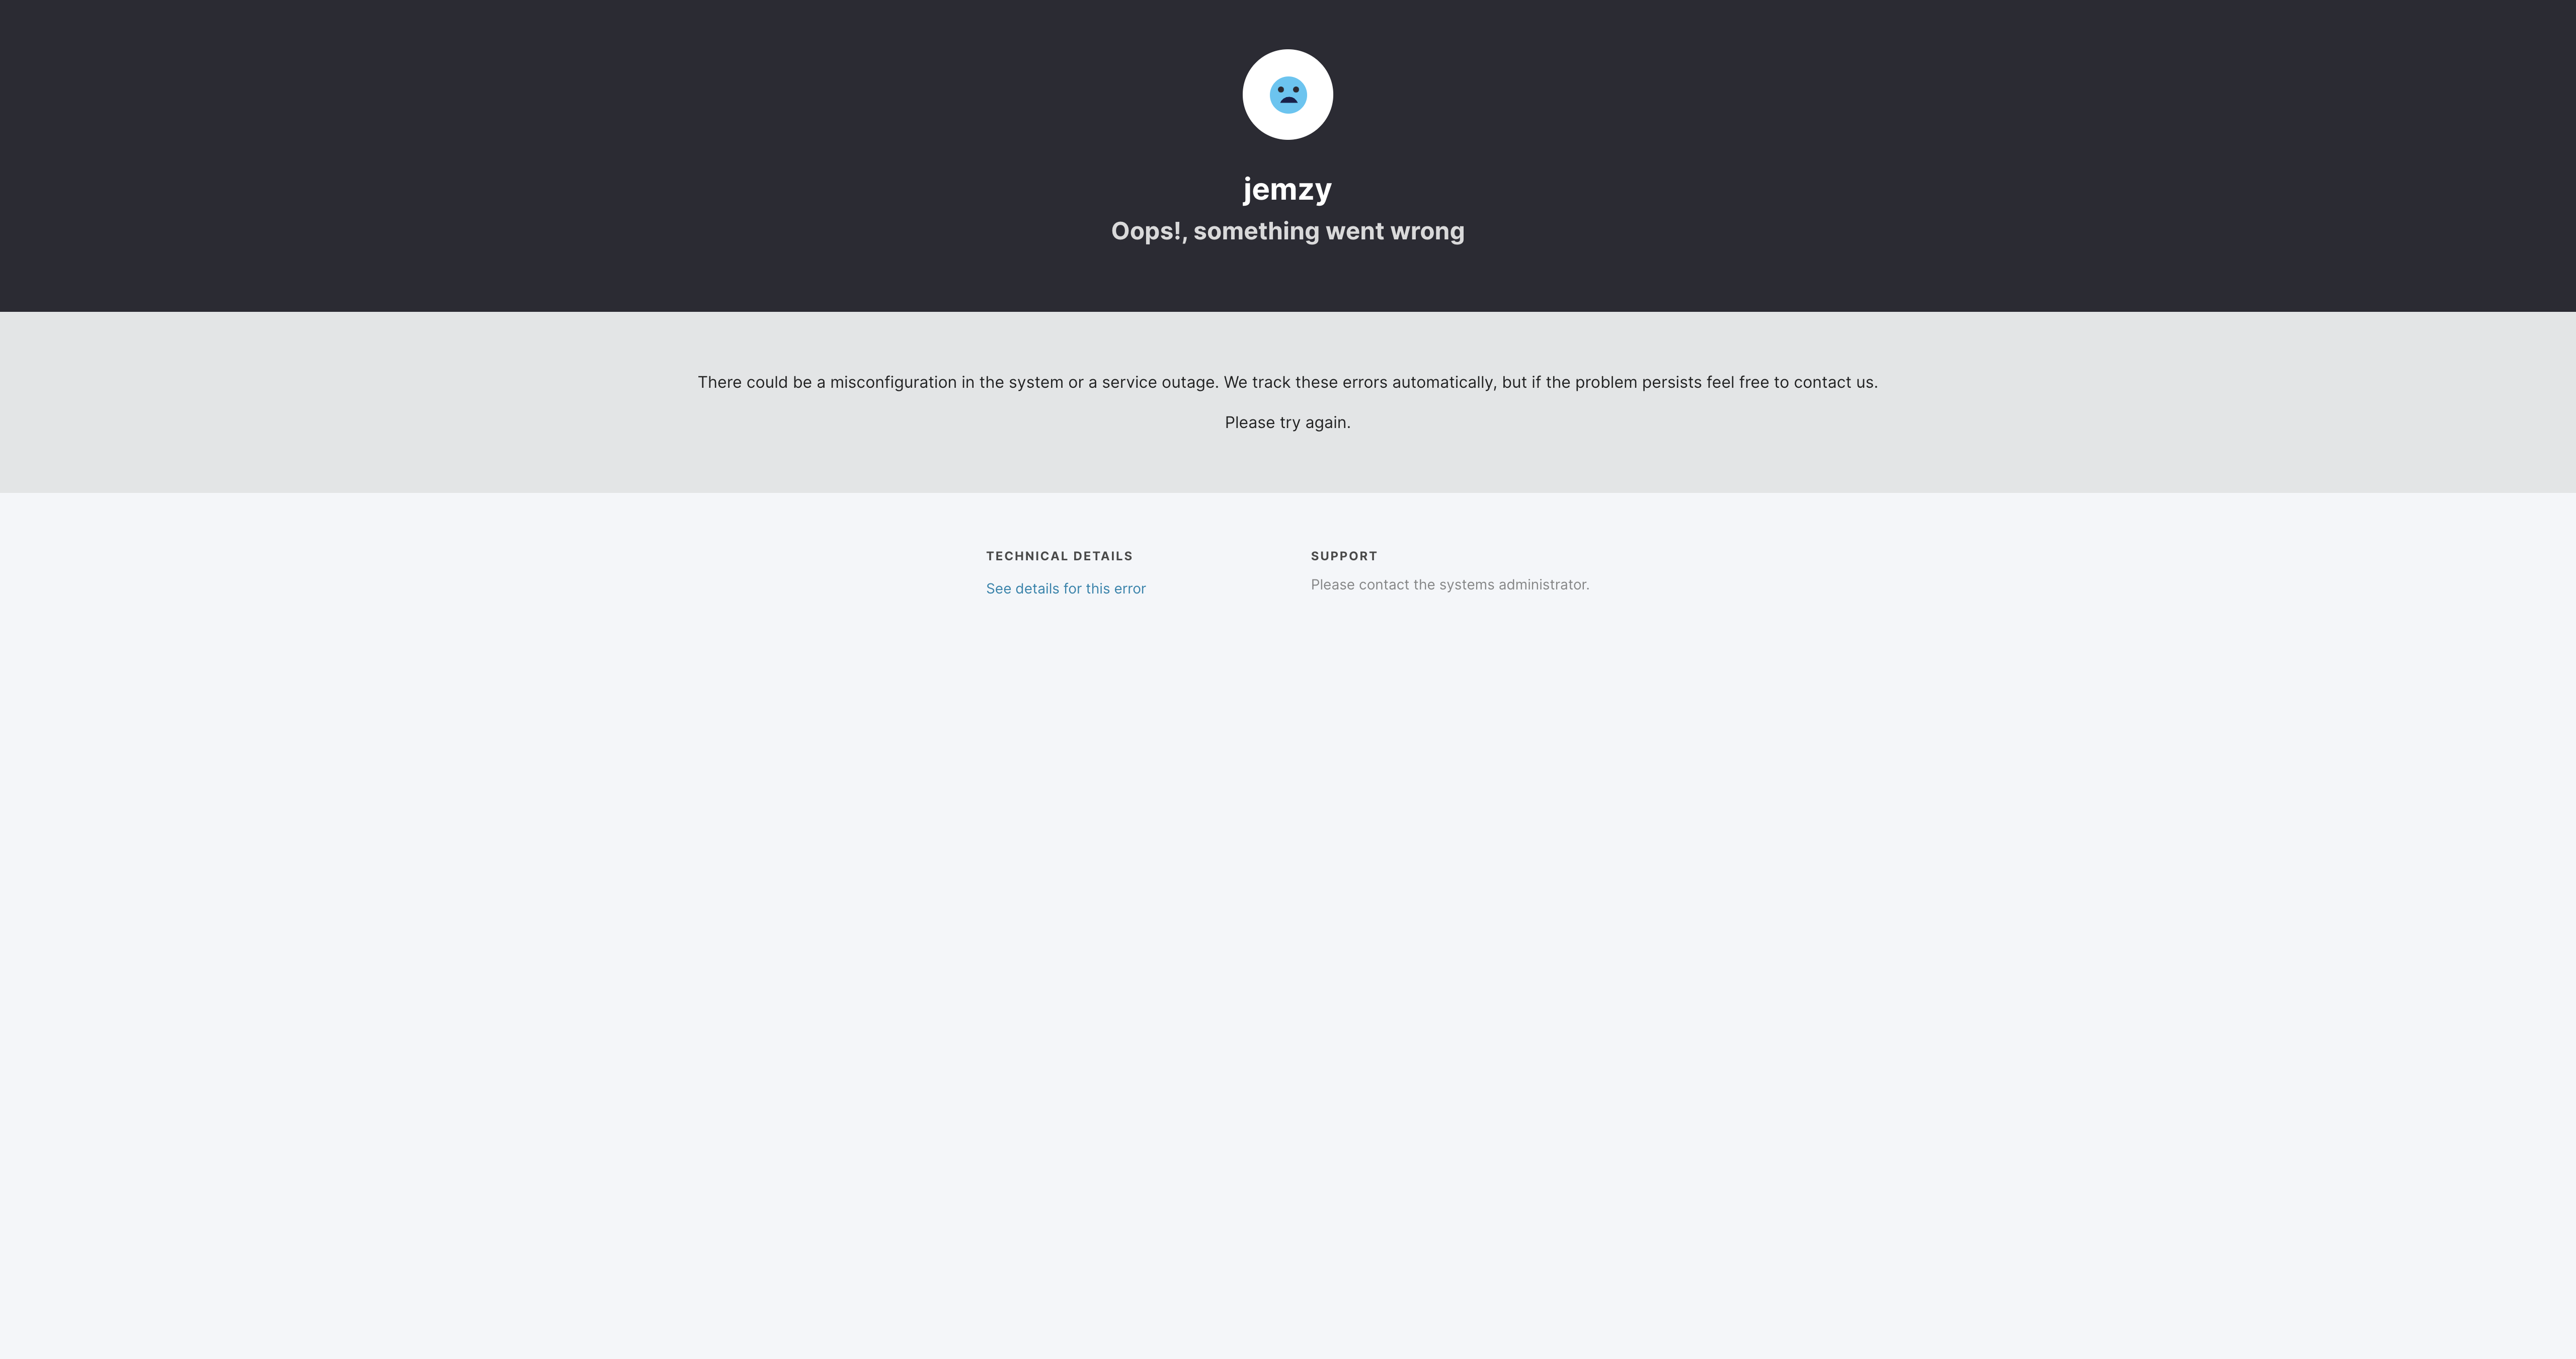 jemzy
Oops!, something went wrong
There could be a misconfiguration in the system or a service outage. We track these errors automatically, but if the problem persists feel free to contact us.
Please try again.
TECHNICAL DETAILS
See details for this error
SUPPORT
Please contact the systems administrator.